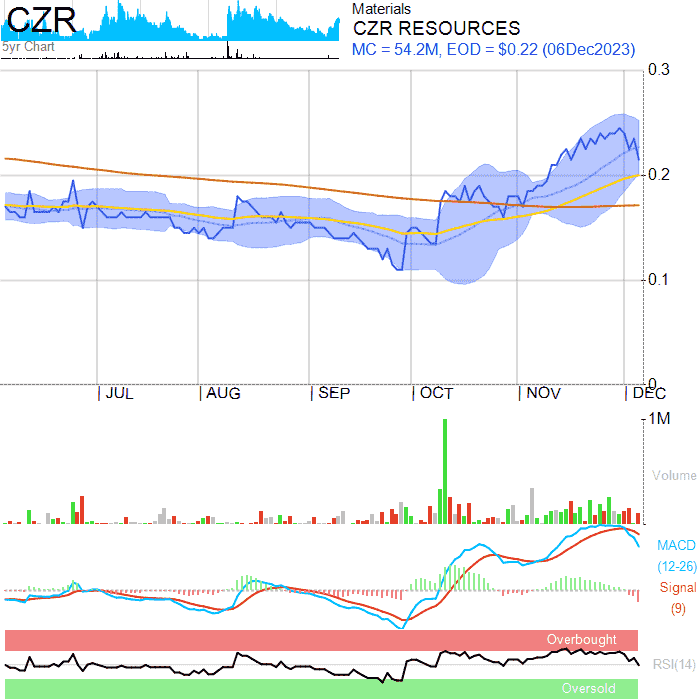 CZR
5yr Chart
Materials
CZR RESOURCES
MC = 54.2M, EOD = $0.22 (06Dec2023)
0.3
0.2
0.1
0
JUL AUG SEP OCT NOV DEC
1M
Volume
MACD
(12-26)
Signal
(9)
Overbought
RSI(14)
Oversold